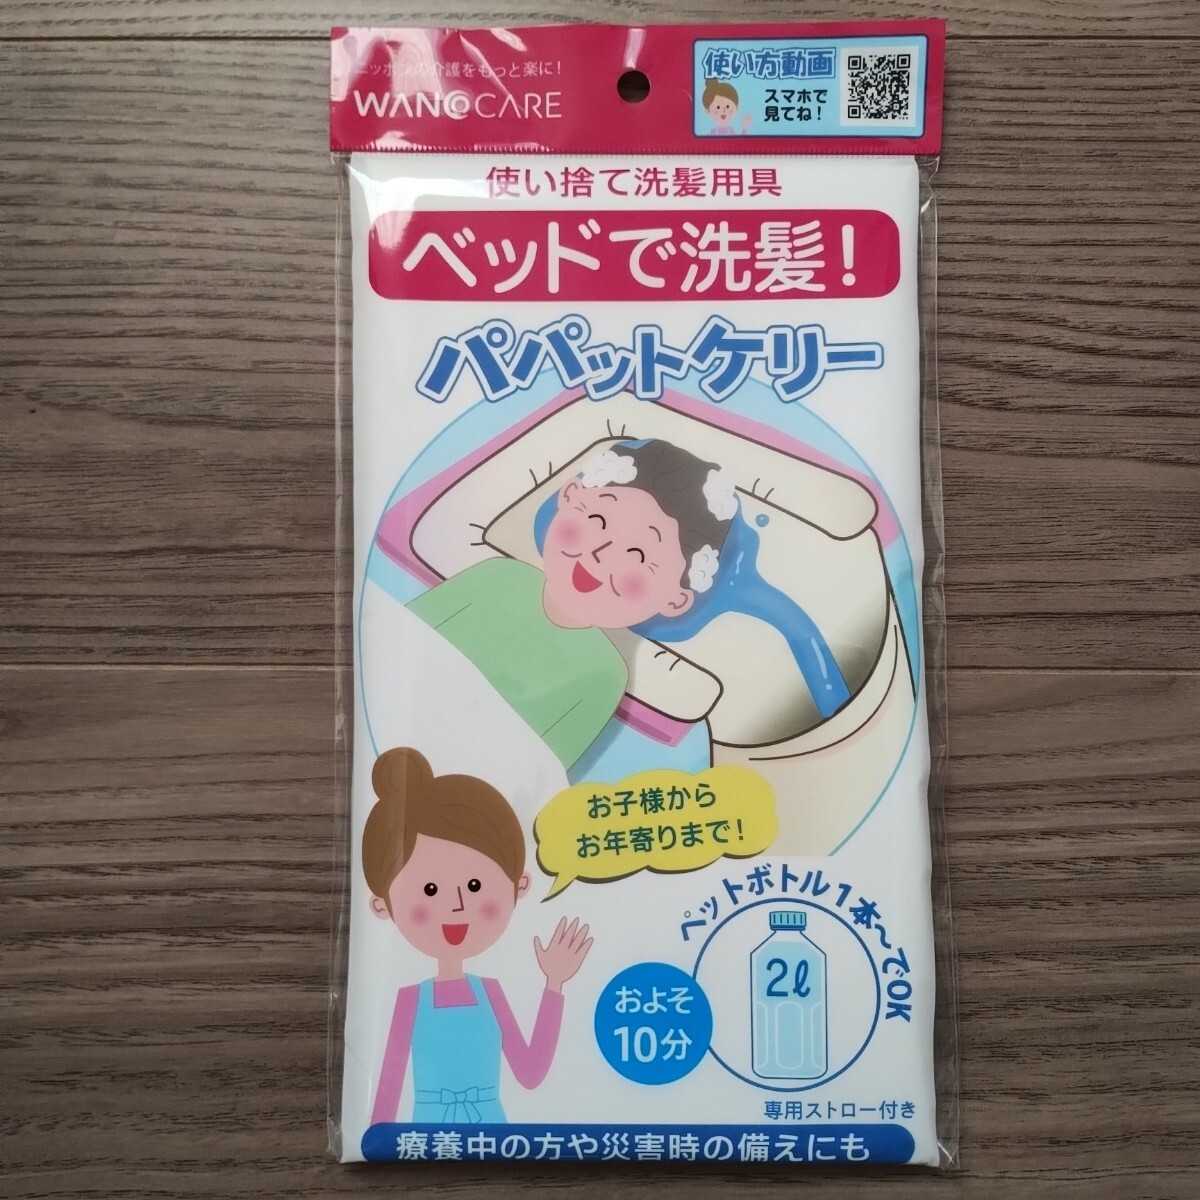 ニッポンの介護をもっと楽に!
WAN@CARE
使い方動画
スマホで
見てね!
使い捨て洗髪用具
ベッドで洗髪!
パパットケリー
お子様から
お年寄りまで!
ペットボトル1本~でOK
2ℓ
およそ
10分
専用ストロー付き
療養中の方や災害時の備えにも